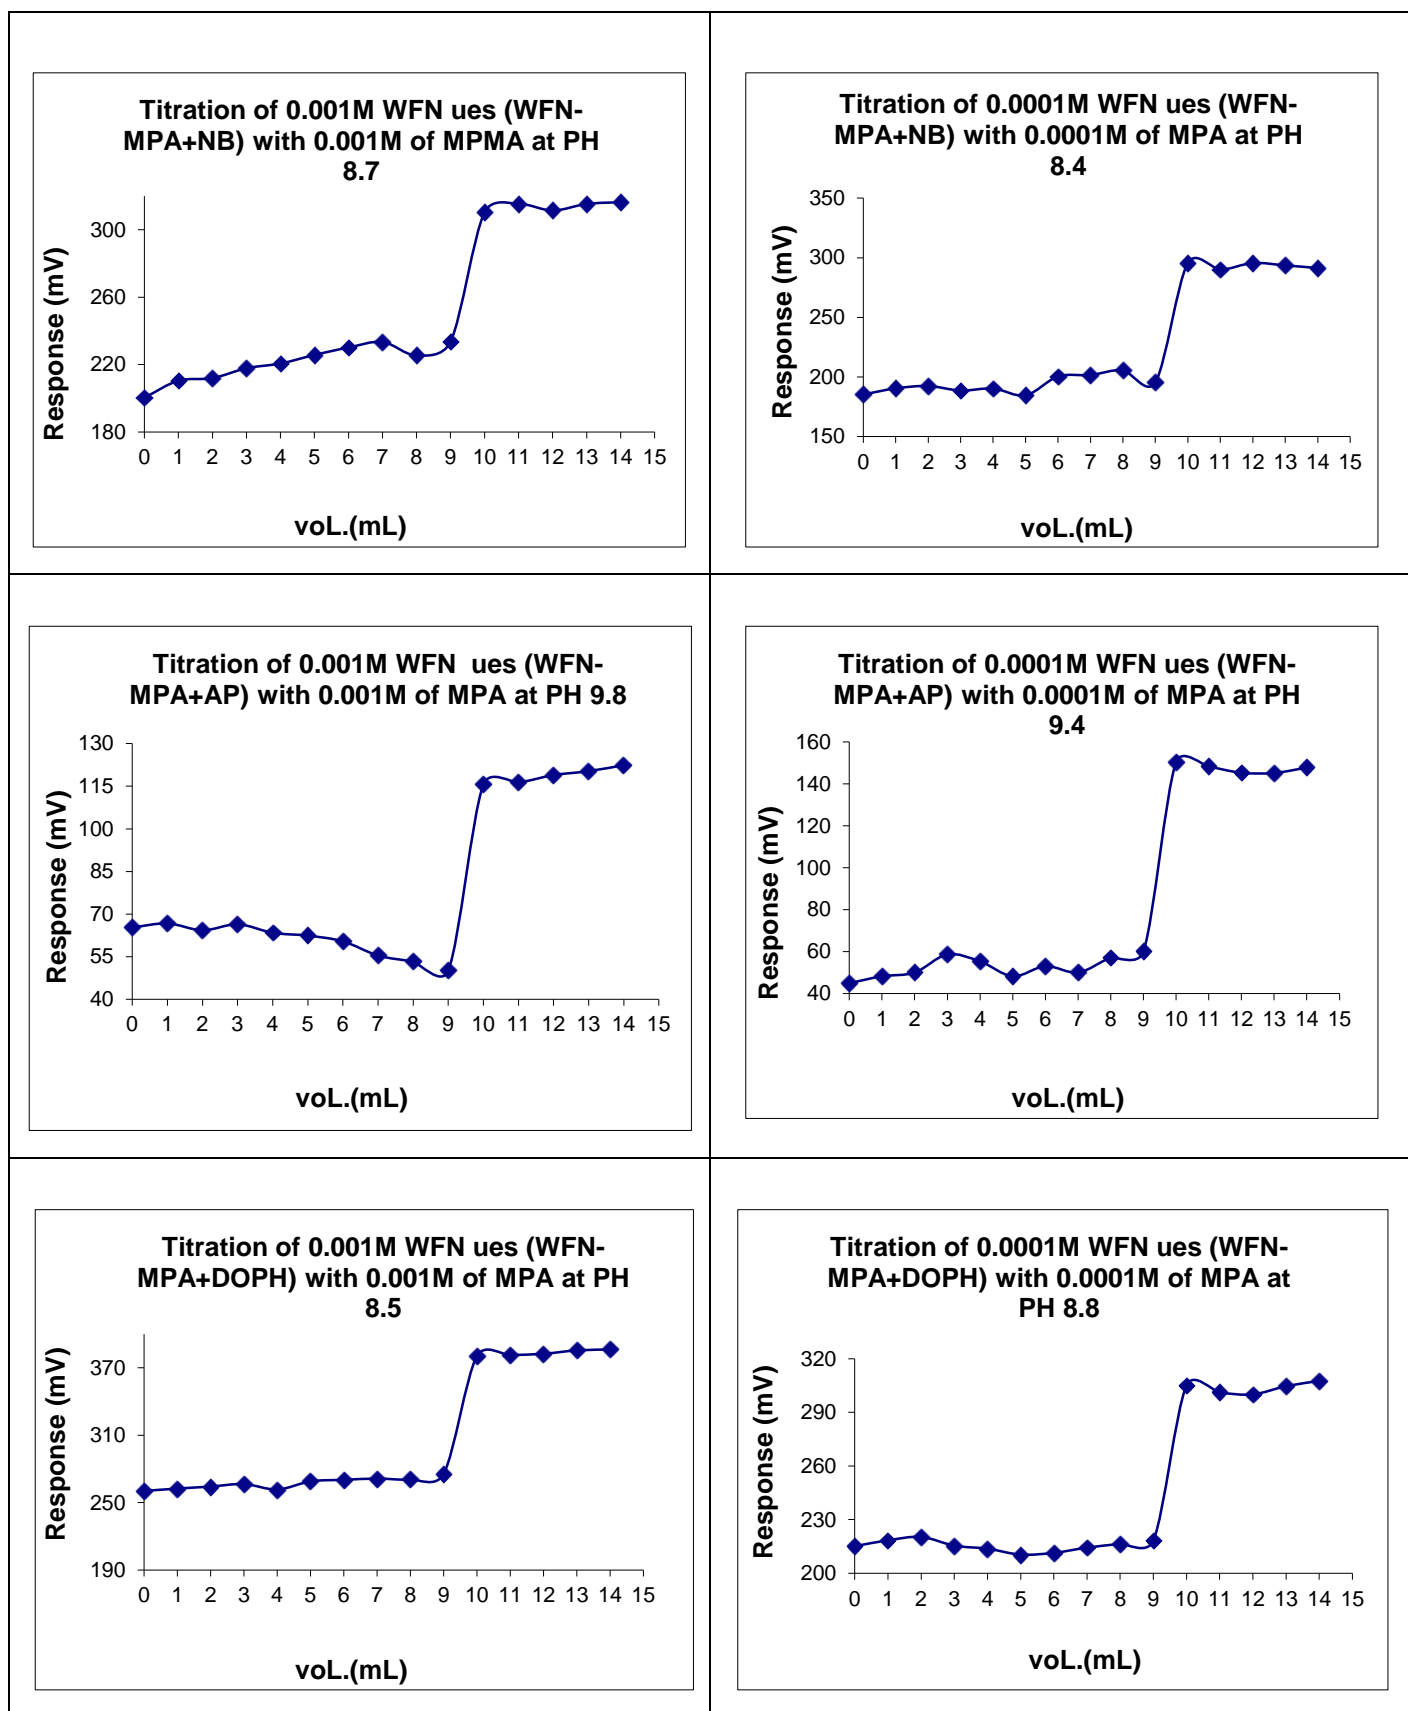 Titration of 0.001M WFN ues (WFN-
MPA+NB) with 0.001M of MPMA at PH
8.7
Response (mV)
300
260
220
180
0 1 2 3 4 5 6 7 8 9 10 11 12 13 14 15
voL.(mL)
Titration of 0.0001M WFN ues (WFN-
MPA+NB) with 0.0001M of MPA at PH
8.4
Response (mV)
350
300
250
200
150
0 1 2 3 4 5 6 7 8 9 10 11 12 13 14 15
voL.(mL)
Titration of 0.001M WFN ues (WFN-
MPA+AP) with 0.001M of MPA at PH 9.8
Response (mV)
130
115
100
85
70
55
40
0 1 2 3 4 5 6 7 8 9 10 11 12 13 14 15
voL.(mL)
Titration of 0.0001M WFN ues (WFN-
MPA+AP) with 0.0001M of MPA at PH
9.4
Response (mV)
160
140
120
100
80
60
40
0 1 2 3 4 5 6 7 8 9 10 11 12 13 14 15
voL.(mL)
Titration of 0.001M WFN ues (WFN-
MPA+DOPH) with 0.001M of MPA at PH
8.5
Response (mV)
370
310
250
190
0 1 2 3 4 5 6 7 8 9 10 11 12 13 14 15
voL.(mL)
Titration of 0.0001M WFN ues (WFN-
MPA+DOPH) with 0.0001M of MPA at
PH 8.8
Response (mV)
320
290
260
230
200
0 1 2 3 4 5 6 7 8 9 10 11 12 13 14 15
voL.(mL)